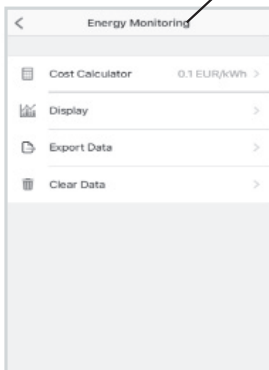 Energy Monitoring
Cost Calculator 0.1 EUR/kWh
Display
Export Data
Clear Data